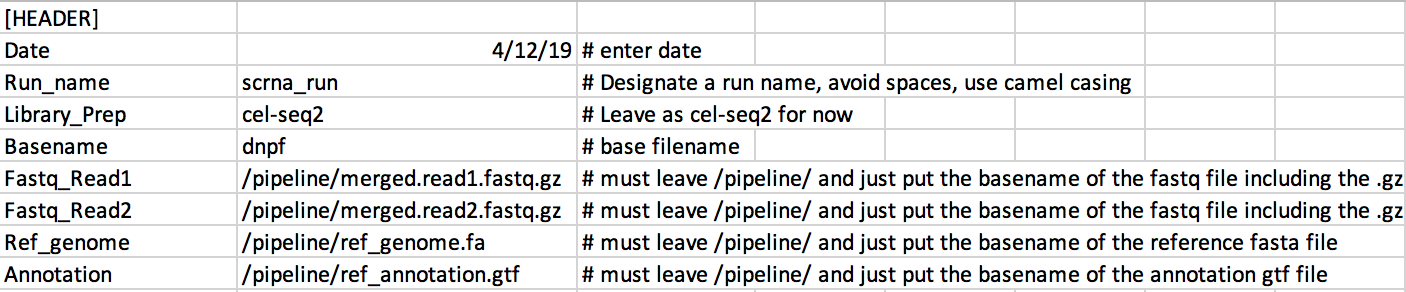 [HEADER]
Date 4/12/19 # enter date
Run_name scrna_run # Designate a run name, avoid spaces, use camel casing
Library_Prep cel-seq2 # Leave as cel-seq2 for now
Basename dnpf # base filename
Fastq_Read1 /pipeline/merged.read1.fastq.gz # must leave /pipeline/ and just put the basename of the fastq file including the .gz
Fastq_Read2 /pipeline/merged.read2.fastq.gz # must leave /pipeline/ and just put the basename of the fastq file including the .gz
Ref_genome /pipeline/ref_genome.fa # must leave /pipeline/ and just put the basename of the reference fasta file
Annotation /pipeline/ref_annotation.gtf # must leave /pipeline/ and just put the basename of the annotation gtf file